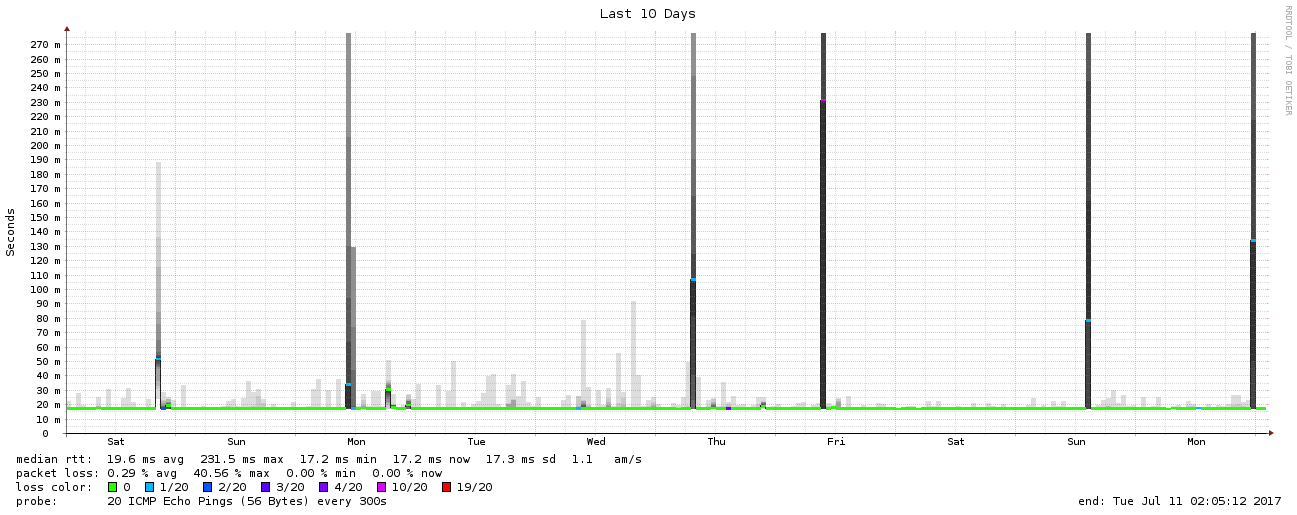 Last 10 Days
RRDTOOL / TOBI OETIKER
Seconds
270 m
260 m
250 m
240 m
230 m
220 m
210 m
200 m
190 m
180 m
170 m
160 m
150 m
140 m
130 m
120 m
110 m
100 m
90 m
80 m
70 m
60 m
50 m
40 m
30 m
20 m
10 m
0
Sat Sun Mon Tue Wed Thu Fri Sat Sun Mon
median rtt: 19.6 ms avg 231.5 ms max 17.2 ms min 17.2 ms now 17.3 ms sd 1.1 am/s
packet loss: 0.29 % avg 40.56 % max 0.00 % min 0.00 % now
loss color: 0 1/20 2/20 3/20 4/20 10/20 19/20
probe: 20 ICMP Echo Pings (56 Bytes) every 300s end: Tue Jul 11 02:05:12 2017